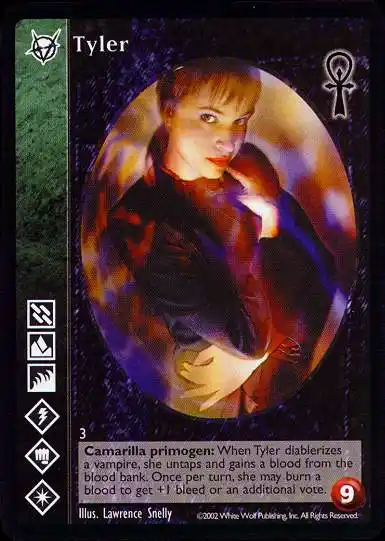 Tyler
3
Camarilla primogen: When Tyler diablerizes
a vampire, she untaps and gains a blood from the
blood bank. Once per turn, she may burn a
blood to get +1 bleed or an additional vote.
9
Illus. Lawrence Snelly
©2002 White Wolf Publishing, Inc. All Rights Reserved.